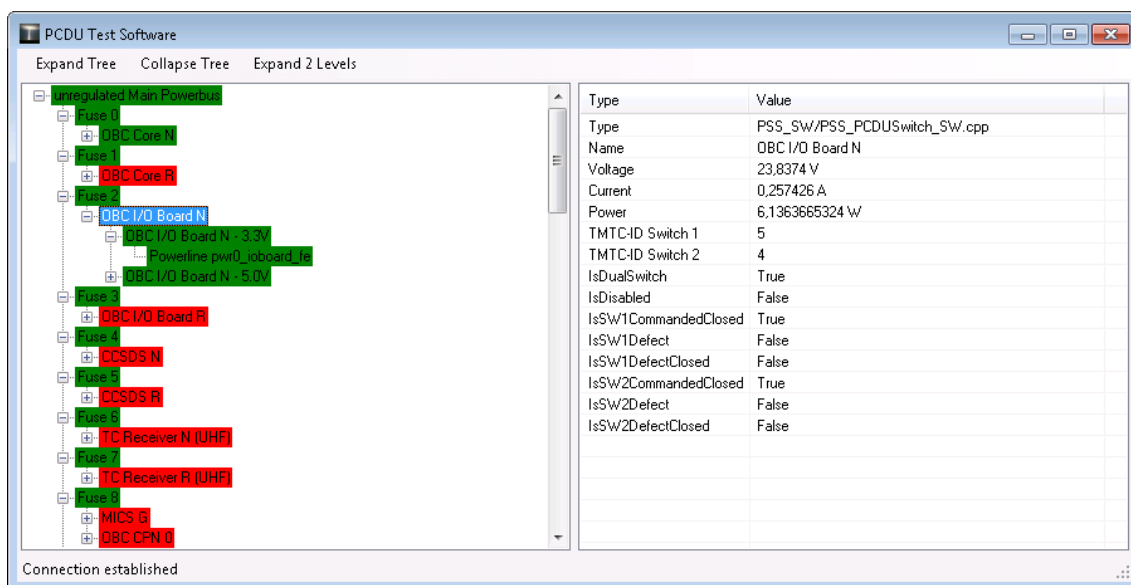 PCDU Test Software
Expand Tree Collapse Tree Expand 2 Levels
unregulated Main Powerbus
Fuse 0
OBC Core N
Fuse 1
OBC Core R
Fuse 2
OBC I/O Board N
OBC I/O Board N - 3.3V
Powerline pwr0_ioboard_fe
OBC I/O Board N - 5.0V
Fuse 3
OBC I/O Board R
Fuse 4
CCSDS N
Fuse 5
CCSDS R
Fuse 6
TC Receiver N (UHF)
Fuse 7
TC Receiver R (UHF)
Fuse 8
MICS G
OBC CPN 0
Type Value
Type PSS_SW/PSS_PCDUSwitch_SW.cpp
Name OBC I/O Board N
Voltage 23,8374 V
Current 0,257426 A
Power 6,1363665324 W
TMTC-ID Switch 1 5
TMTC-ID Switch 2 4
IsDualSwitch True
IsDisabled False
IsSW1CommandedClosed True
IsSW1Defect False
IsSW1DefectClosed False
IsSW2CommandedClosed True
IsSW2Defect False
IsSW2DefectClosed False
Connection established